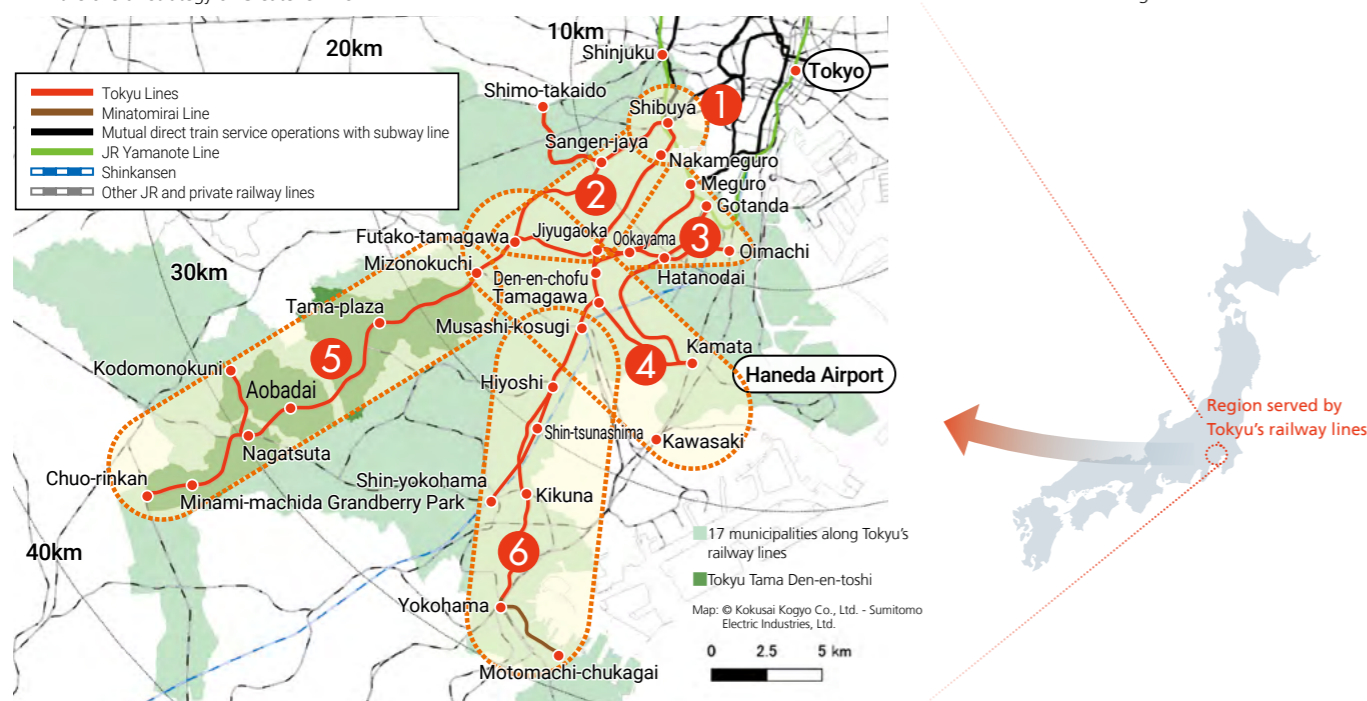 20km
10km
Shinjuku
Tokyo
Tokyu Lines
Minatomirai Line
Mutual direct train service operations with subway line
JR Yamanote Line
Shinkansen
Other JR and private railway lines
Shimo-takaido
Shibuya
1
Sangen-jaya
Nakameguro
Meguro
2
Gotanda
Futako-tamagawa
Jiyugaoka
Ookayama
3
Oimachi
Mizonokuchi
Hatanodai
30km
Den-en-chofu
Tamagawa
Tama-plaza
Musashi-kosugi
5
4
Kamata
Kodomonokuni
Haneda Airport
Aobadai
Hiyoshi
Region served by
Tokyu's railway lines
Shin-tsunashima
Kawasaki
Nagatsuta
Chuo-rinkan
Shin-yokohama
Kikuna
Minami-machida Grandberry Park
40km
6
17 municipalities along Tokyu's
railway lines
Tokyu Tama Den-en-toshi
Yokohama
Map: © Kokusai Kogyo Co., Ltd. - Sumitomo
Electric Industries, Ltd.
0 2.5 5 km
Motomachi-chukagai